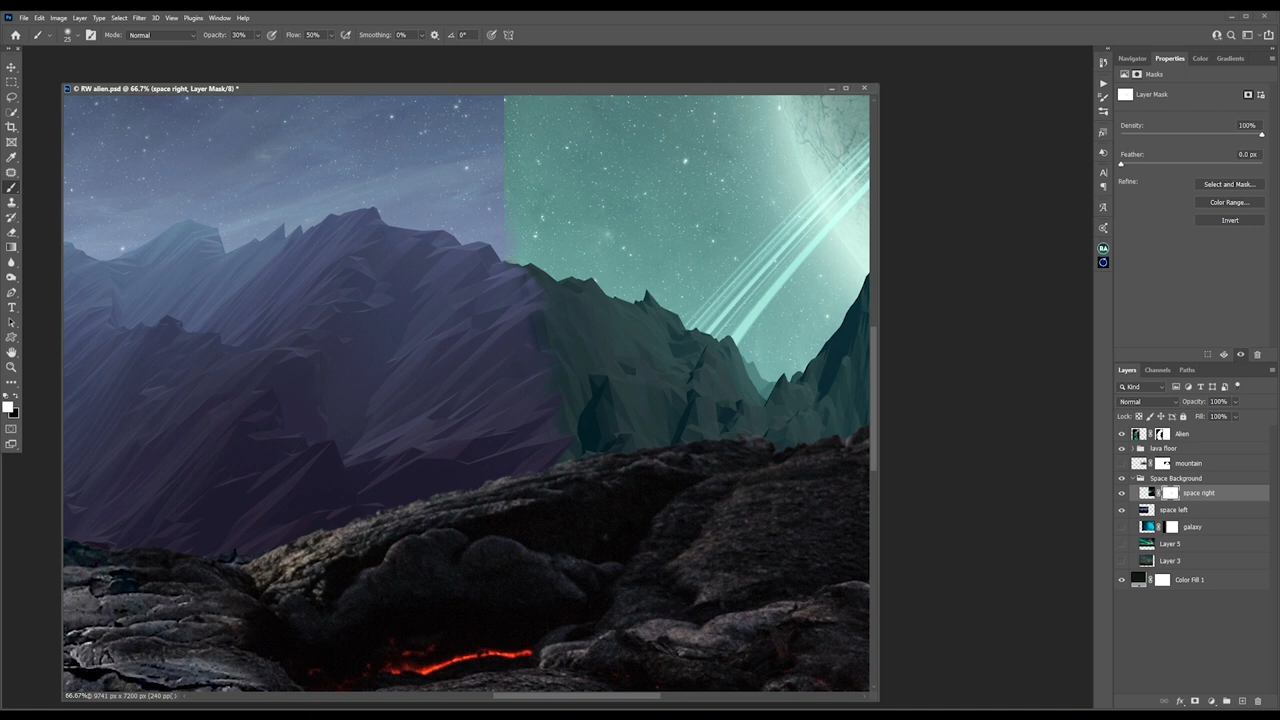 Ps File Edit Image Layer Type Select Filter 3D View Plugins Window Help
25 Mode: Normal Opacity: 30% Flow: 50% Smoothing: 0% 0°
© RW alien.psd @ 66.7% (space right, Layer Mask/8) *
Navigator Properties Color Gradients
Masks
Layer Mask
Density: 100%
Feather: 0.0 px
Refine: Select and Mask...
Color Range...
Invert
RA
Layers Channels Paths
Kind
Normal Opacity: 100%
Lock: Fill: 100%
Alien
lava floor
mountain
Space Background
space right
space left
galaxy
Layer 5
Layer 3
Color Fill 1
66.67% 9741 px x 7200 px (240 ppi)